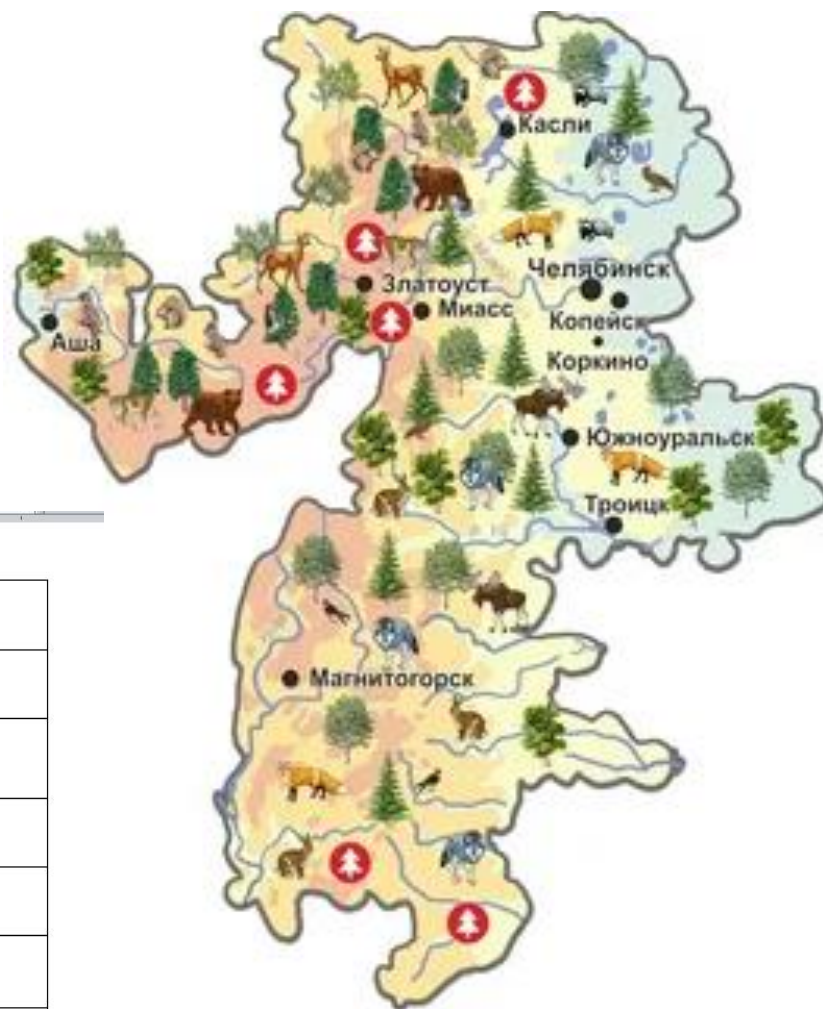 Касли
Челябинск
Златоуст
Миасс
Копейск
Аша
Коркино
Южноуральск
Троицк
Магнитогорск